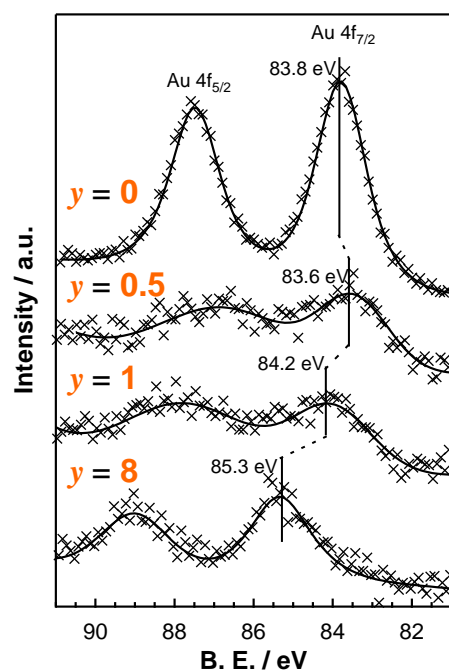 Au 4f7/2
Au 4f5/2
83.8 eV
y = 0
83.6 eV
y = 0.5
84.2 eV
y = 1
85.3 eV
y = 8
Intensity / a.u.
90 88 86 84 82
B. E. / eV